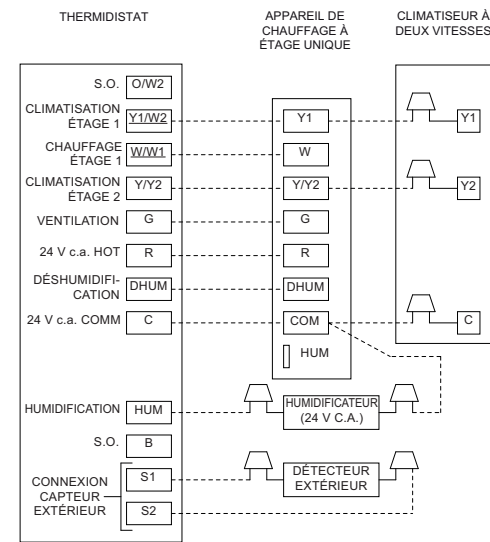 THERMIDISTAT
APPAREIL DE
CHAUFFAGE À
ÉTAGE UNIQUE
CLIMATISEUR À
DEUX VITESSES
S.O.
O/W2
CLIMATISATION
ÉTAGE 1
Y1/W2
Y1
Y1
CHAUFFAGE
ÉTAGE 1
W/W1
W
CLIMATISATION
ÉTAGE 2
Y/Y2
Y/Y2
Y2
VENTILATION
G
G
24 V c.a. HOT
R
R
DÉSHUMIDIFI-
CATION
DHUM
DHUM
24 V c.a. COMM
C
COM
C
HUM
HUMIDIFICATION
HUM
HUMIDIFICATEUR
(24 V C.A.)
S.O.
B
CONNEXION
CAPTEUR
EXTÉRIEUR
S1
S2
DÉTECTEUR
EXTÉRIEUR